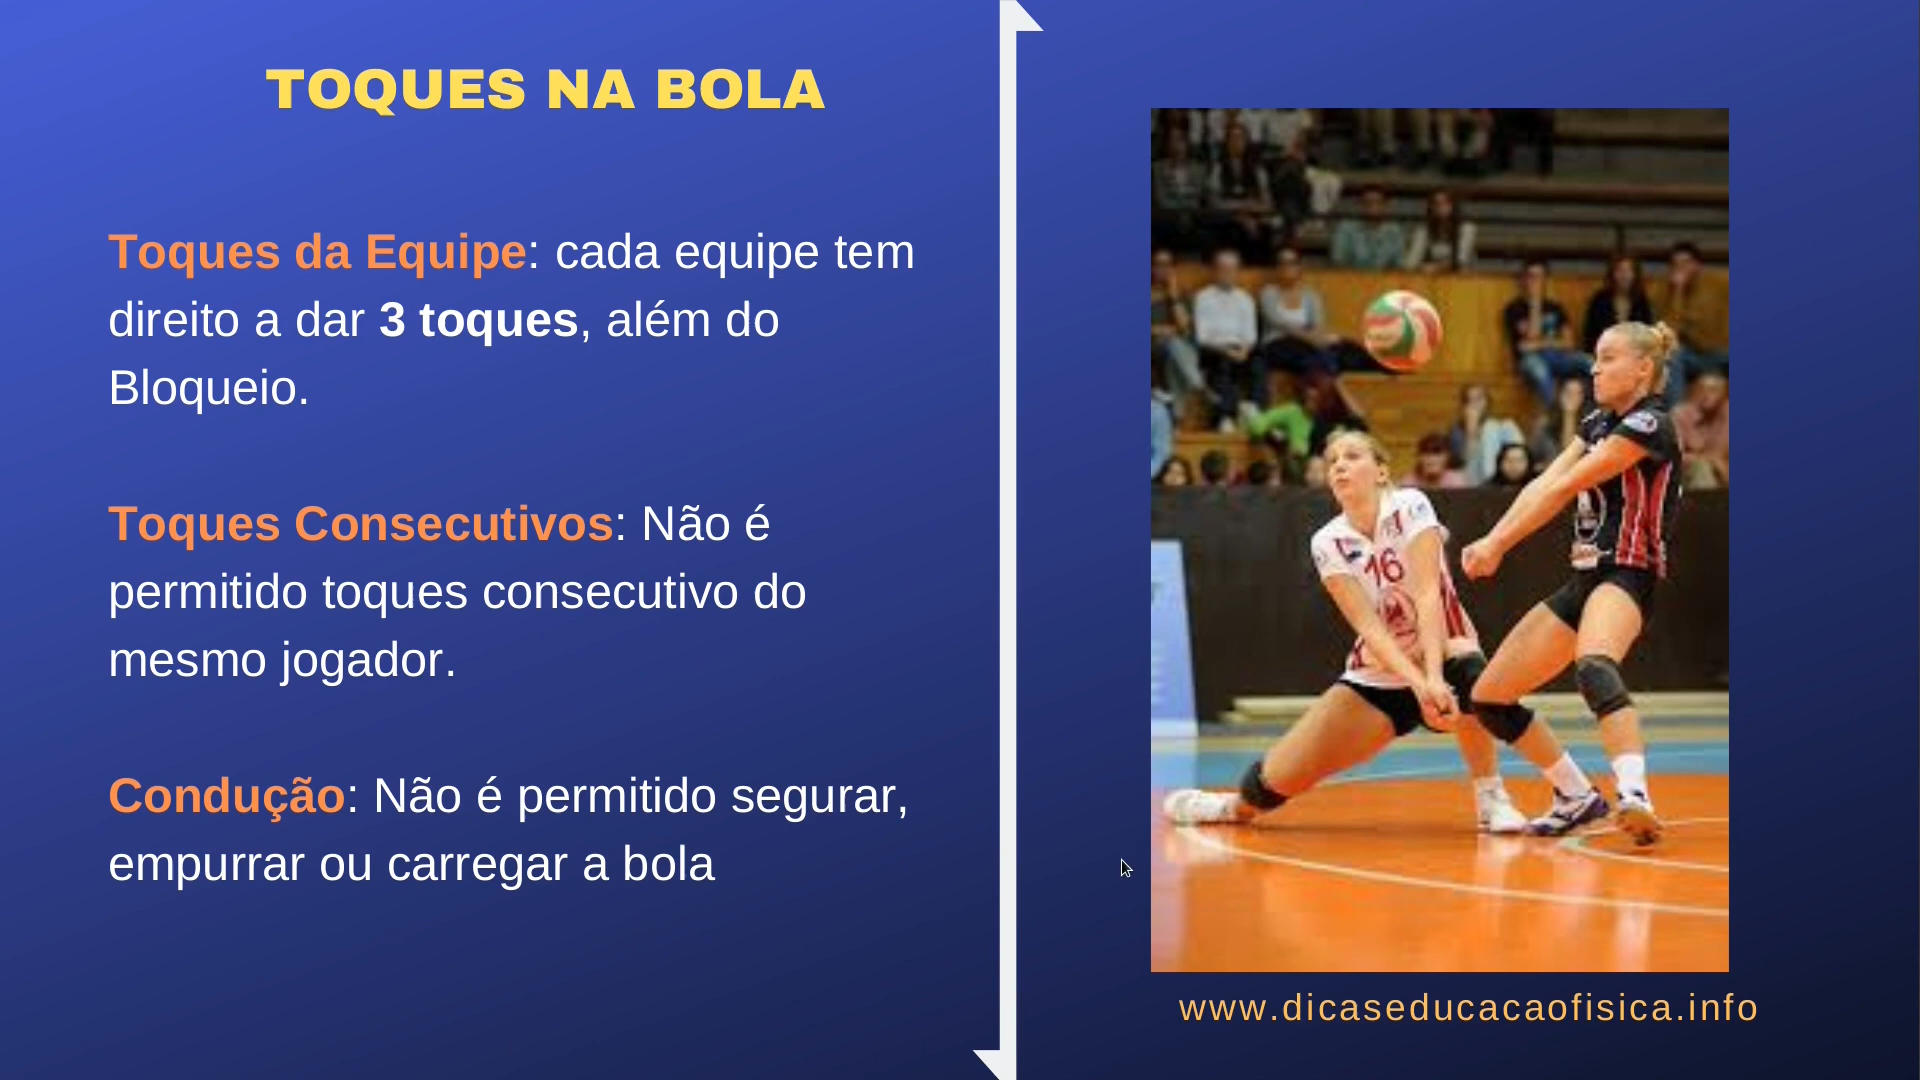 TOQUES NA BOLA
Toques da Equipe: cada equipe tem
direito a dar 3 toques, além do
Bloqueio.
Toques Consecutivos: Não é
permitido toques consecutivo do
mesmo jogador.
Condução: Não é permitido segurar,
empurrar ou carregar a bola
16
www.dicaseducacaofisica.info